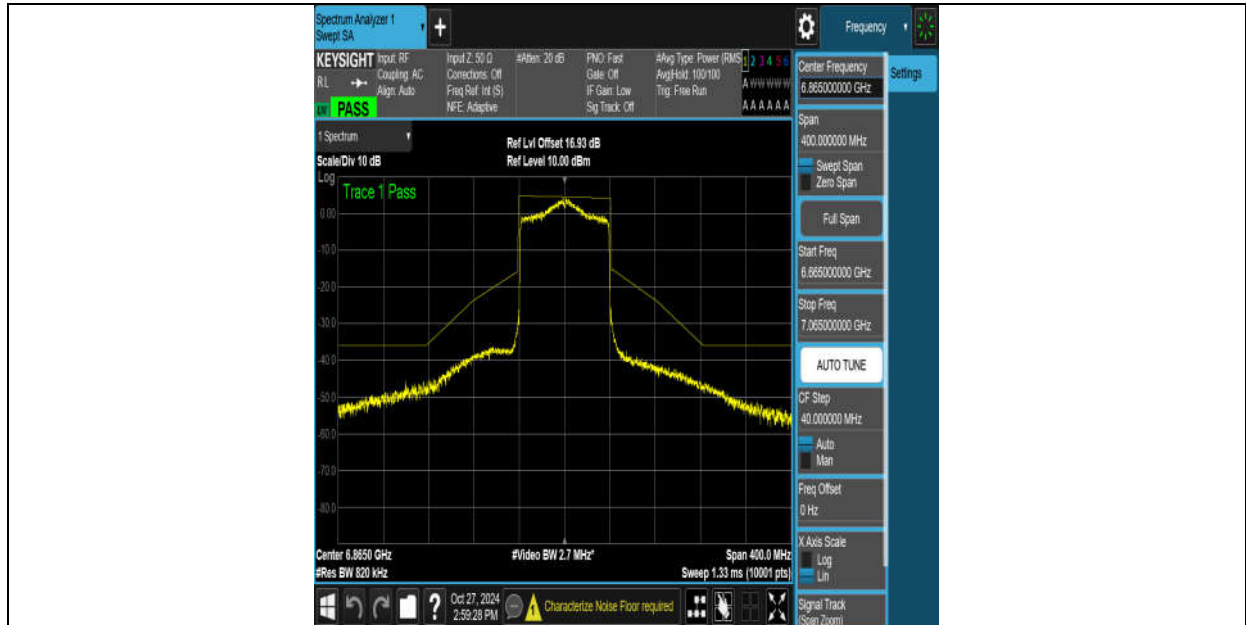 Spectrum Analyzer 1
Swept SA
+
Frequency
KEYSIGHT
RL
PASS
Input: RF
Coupling: AC
Align: Auto
Input Z: 50 Ω
Corrections: Off
Freq Ref: Int (S)
NFE: Adaptive
#Atten: 20 dB
PNO: Fast
Gate: Off
IF Gain: Low
Sig Track: Off
#Avg Type: Power (RMS
Avg|Hold: 100/100
Trig: Free Run
1 2 3 4 5 6
A W W W W W
A A A A A A
1 Spectrum
Scale/Div 10 dB
Ref Lvl Offset 16.93 dB
Ref Level 10.00 dBm
Log
Trace 1 Pass
0.00
-10.0
-20.0
-30.0
-40.0
-50.0
-60.0
-70.0
-80.0
Center 6.8650 GHz
#Video BW 2.7 MHz*
Span 400.0 MHz
#Res BW 820 kHz
Sweep 1.33 ms (10001 pts)
?
Oct 27, 2024
2:59:28 PM
Characterize Noise Floor required
Center Frequency
6.865000000 GHz
Settings
Span
400.000000 MHz
Swept Span
Zero Span
Full Span
Start Freq
6.665000000 GHz
Stop Freq
7.065000000 GHz
AUTO TUNE
CF Step
40.000000 MHz
Auto
Man
Freq Offset
0 Hz
X Axis Scale
Log
Lin
Signal Track
(Span Zoom)